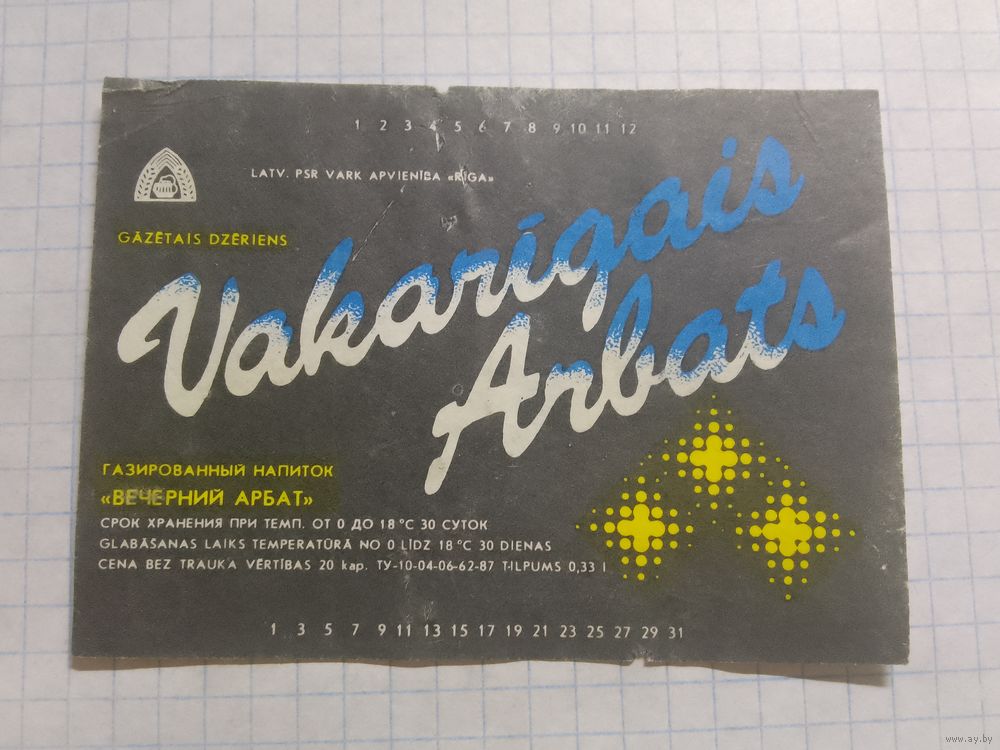 1 2 3 4 5 6 7 8 9 10 11 12
LATV. PSR VARK APVIENĪBA «RĪGA»
GĀZĒTAIS DZĒRIENS
Vakarīgais
Arbats
ГАЗИРОВАННЫЙ НАПИТОК
«ВЕЧЕРНИЙ АРБАТ»
СРОК ХРАНЕНИЯ ПРИ ТЕМП. ОТ 0 ДО 18 °C 30 СУТОК
GLABĀŠANAS LAIKS TEMPERATŪRĀ NO 0 LĪDZ 18 °C 30 DIENAS
CENA BEZ TRAUKA VĒRTĪBAS 20 kap. ТУ-10-04-06-62-87 TILPUMS 0,33 l
1 3 5 7 9 11 13 15 17 19 21 23 25 27 29 31
www.ay.by